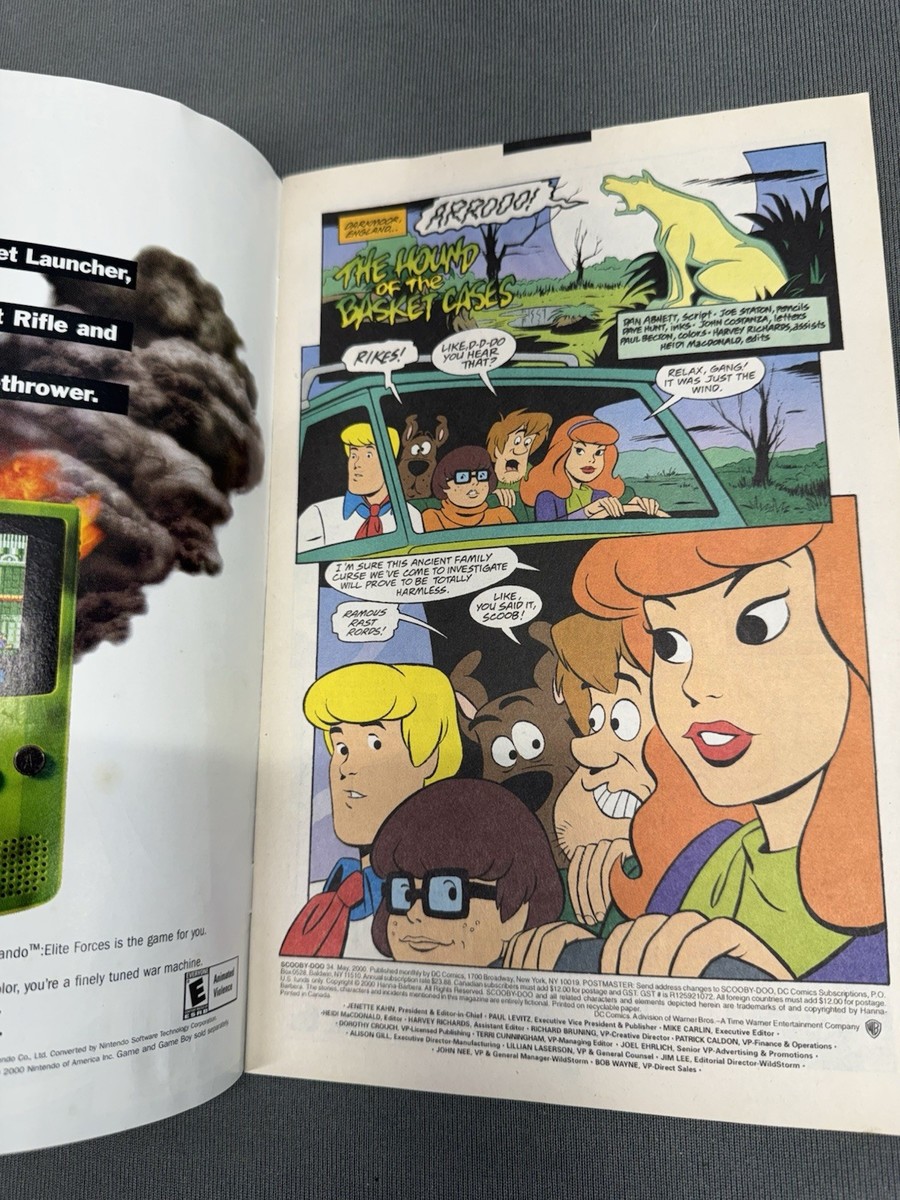 et Launcher,
t Rifle and
thrower.
A
ando™:Elite Forces is the game for you.
olor, you're a finely tuned war machine.
EVERYONE
E
ESRB
Animated
Violence
ndo Co., Ltd. Converted by Nintendo Software Technology Corporation.
2000 Nintendo of America Inc. Game and Game Boy sold separately.
DARKMOOR,
ENGLAND...
ARROOO!
THE HOUND
OF THE
BASKET CASES
DAN ABNETT, script · JOE STATON, pencils
DAVE HUNT, inks · JOHN COSTANZA, letters
PAUL BECTON, colors · HARVEY RICHARDS, assists
HEIDI MacDONALD, edits
RIKES!
LIKE, D-D-DO
YOU HEAR
THAT?
RELAX, GANG!
IT WAS JUST THE
WIND.
I'M SURE THIS ANCIENT FAMILY
CURSE WE'VE COME TO INVESTIGATE
WILL PROVE TO BE TOTALLY
HARMLESS.
RAMOUS
RAST
RORDS!
LIKE,
YOU SAID IT,
SCOOB!
SCOOBY-DOO 34. May, 2000. Published monthly by DC Comics, 1700 Broadway, New York, NY 10019. POSTMASTER: Send address changes to SCOOBY-DOO, DC Comics Subscriptions, P.O.
Box 0528, Baldwin, NY 11510. Annual subscription rate $23.88. Canadian subscribers must add $12.00 for postage and GST. GST # is R125921072. All foreign countries must add $12.00 for postage.
U.S. funds only. Copyright © 2000 Hanna-Barbera. All Rights Reserved. SCOOBY-DOO and all related characters and elements depicted herein are trademarks of and copyrighted by Hanna-
Barbera. The stories, characters and incidents mentioned in this magazine are entirely fictional. Printed on recyclable paper.
Printed in Canada.
DC Comics. A division of Warner Bros.—A Time Warner Entertainment Company
• JENETTE KAHN, President & Editor-in-Chief • PAUL LEVITZ, Executive Vice President & Publisher • MIKE CARLIN, Executive Editor •
• HEIDI MacDONALD, Editor • HARVEY RICHARDS, Assistant Editor • RICHARD BRUNING, VP-Creative Director • PATRICK CALDON, VP-Finance & Operations •
• DOROTHY CROUCH, VP-Licensed Publishing • TERRI CUNNINGHAM, VP-Managing Editor • JOEL EHRLICH, Senior VP-Advertising & Promotions •
• ALISON GILL, Executive Director-Manufacturing • LILLIAN LASERSON, VP & General Counsel • JIM LEE, Editorial Director-WildStorm •
• JOHN NEE, VP & General Manager-WildStorm • BOB WAYNE, VP-Direct Sales •